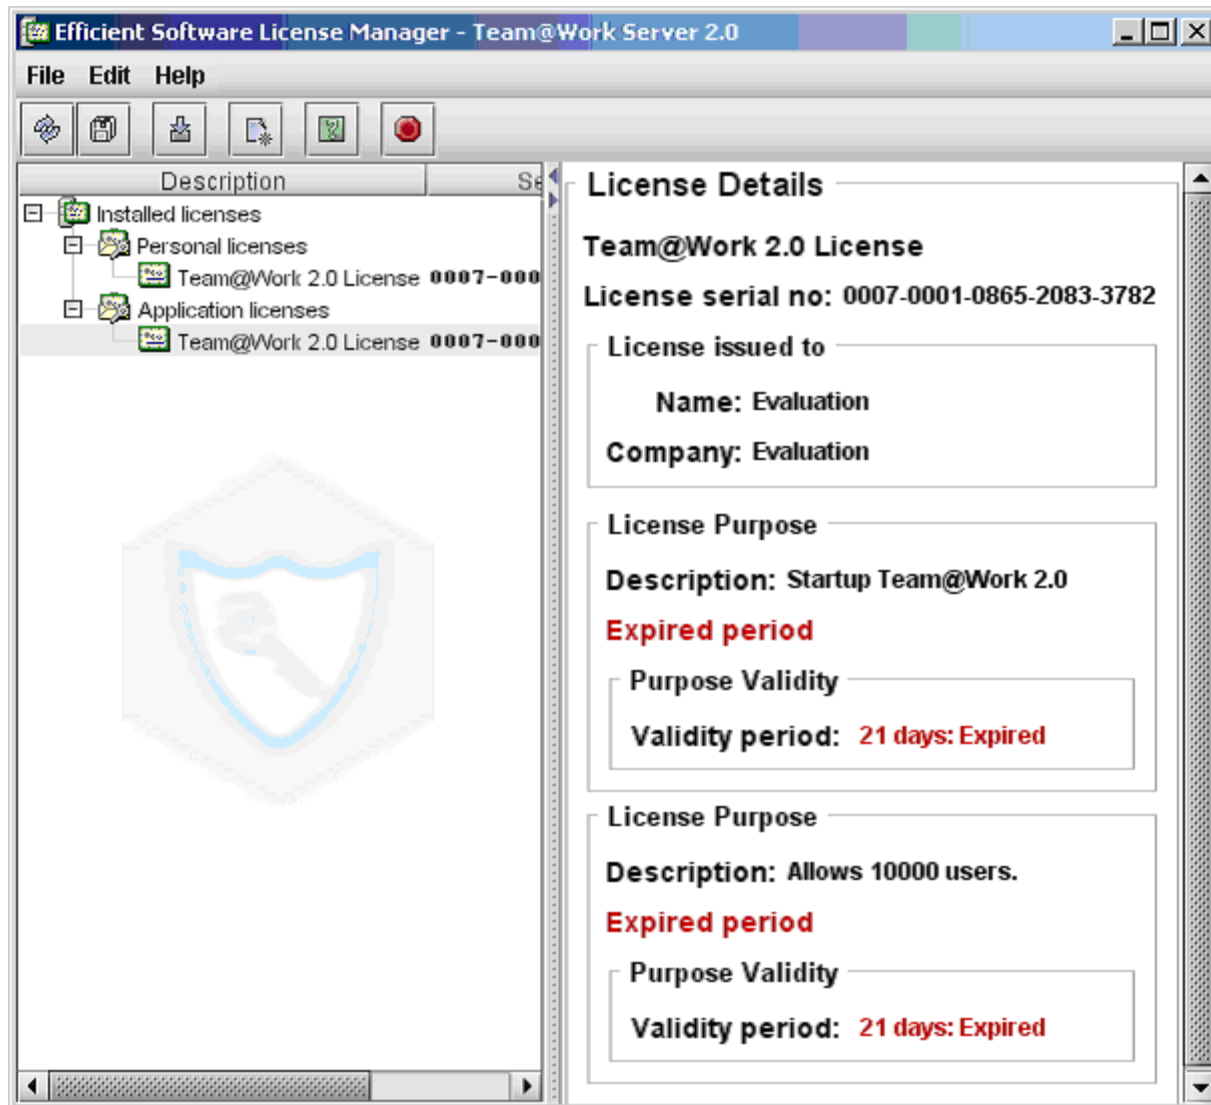 Efficient Software License Manager - Team@Work Server 2.0
File Edit Help
Description
Installed licenses
Personal licenses
Team@Work 2.0 License 0007-000
Application licenses
Team@Work 2.0 License 0007-000
License Details
Team@Work 2.0 License
License serial no: 0007-0001-0865-2083-3782
License issued to
Name: Evaluation
Company: Evaluation
License Purpose
Description: Startup Team@Work 2.0
Expired period
Purpose Validity
Validity period: 21 days: Expired
License Purpose
Description: Allows 10000 users.
Expired period
Purpose Validity
Validity period: 21 days: Expired